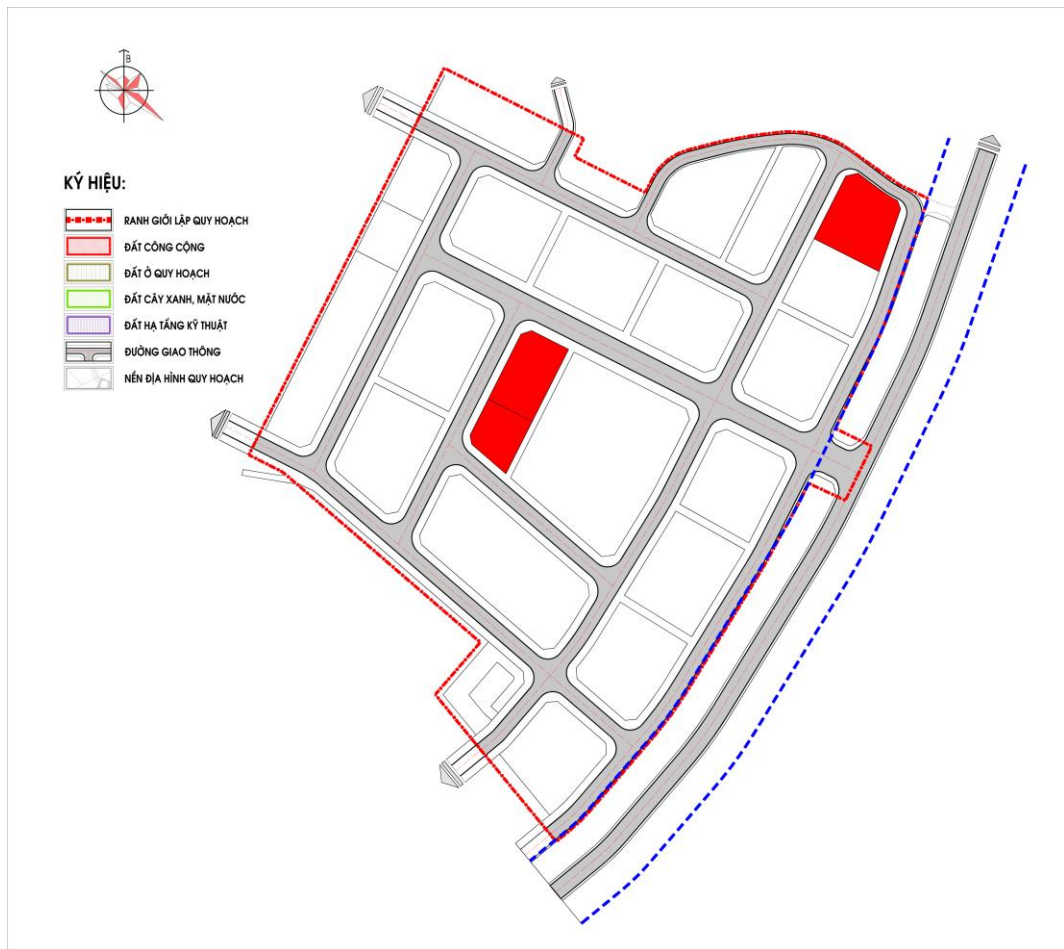 B
KÝ HIỆU:
RANH GIỚI LẬP QUY HOẠCH
ĐẤT CÔNG CỘNG
ĐẤT Ở QUY HOẠCH
ĐẤT CÂY XANH, MẶT NƯỚC
ĐẤT HẠ TẦNG KỸ THUẬT
ĐƯỜNG GIAO THÔNG
NỀN ĐỊA HÌNH QUY HOẠCH